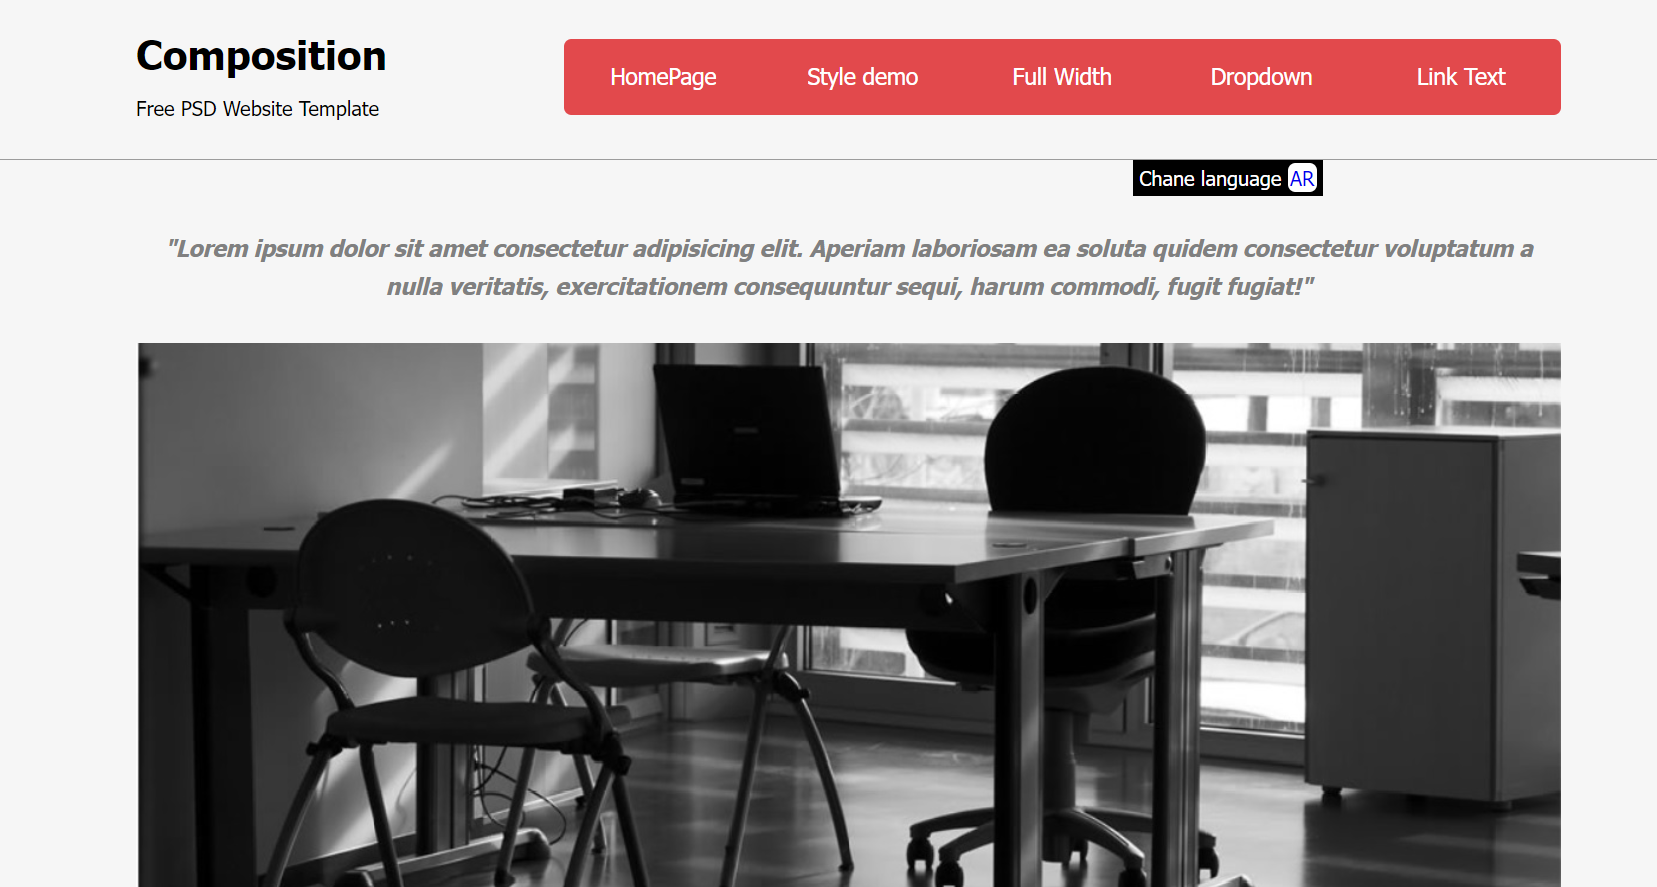 Composition
Free PSD Website Template
HomePage Style demo Full Width Dropdown Link Text
Chane language AR
"Lorem ipsum dolor sit amet consectetur adipisicing elit. Aperiam laboriosam ea soluta quidem consectetur voluptatum a
nulla veritatis, exercitationem consequuntur sequi, harum commodi, fugit fugiat!"